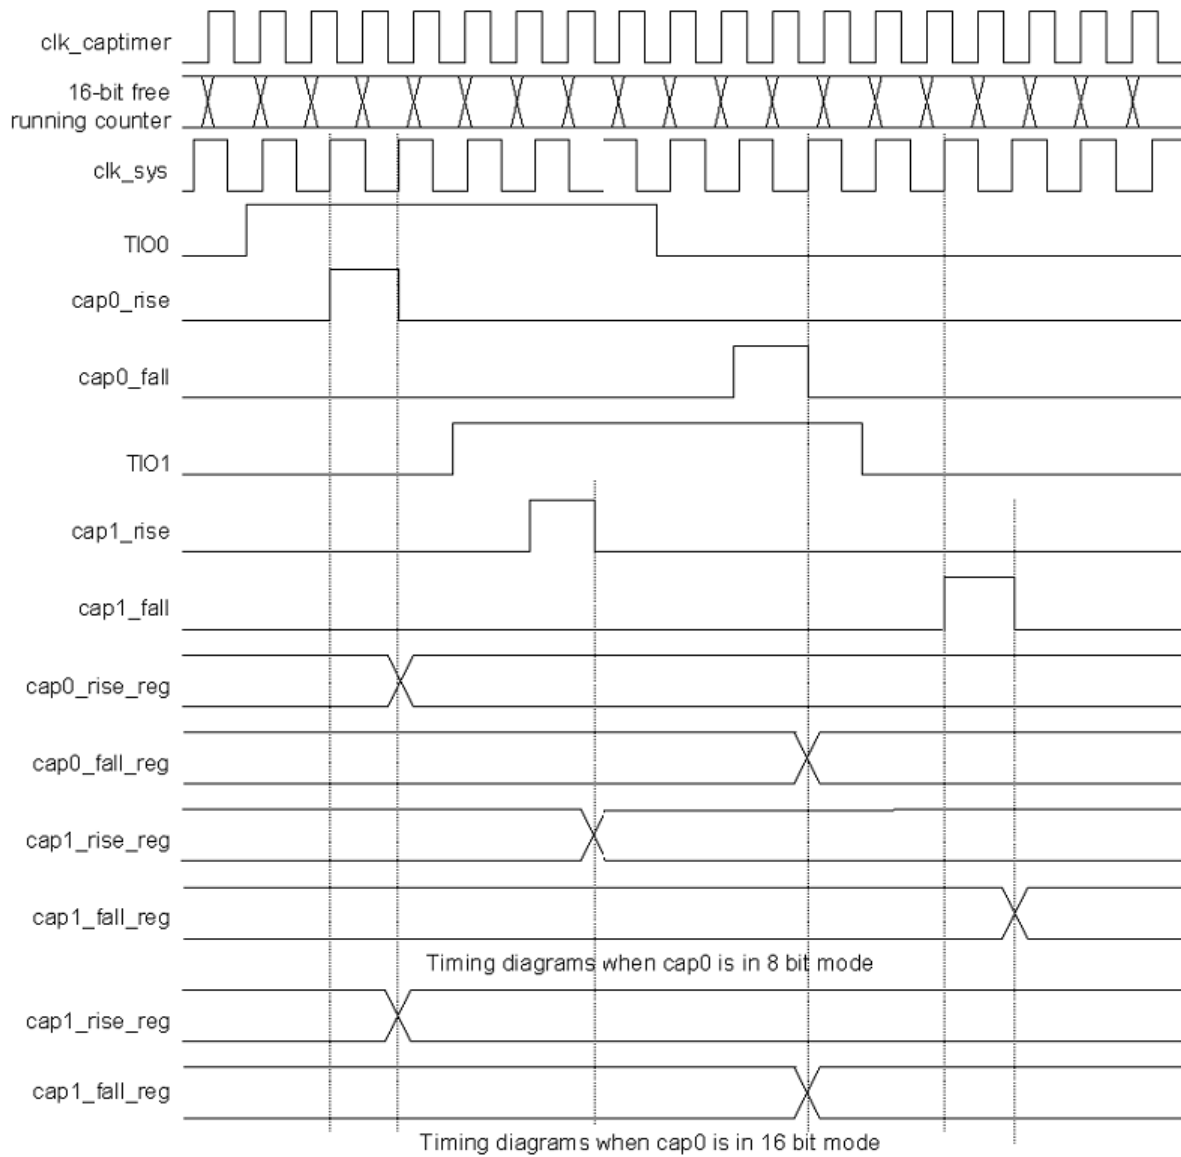 clk_captimer
16-bit free
running counter
clk_sys
TIO0
cap0_rise
cap0_fall
TIO1
cap1_rise
cap1_fall
cap0_rise_reg
cap0_fall_reg
cap1_rise_reg
cap1_fall_reg
Timing diagrams when cap0 is in 8 bit mode
cap1_rise_reg
cap1_fall_reg
Timing diagrams when cap0 is in 16 bit mode